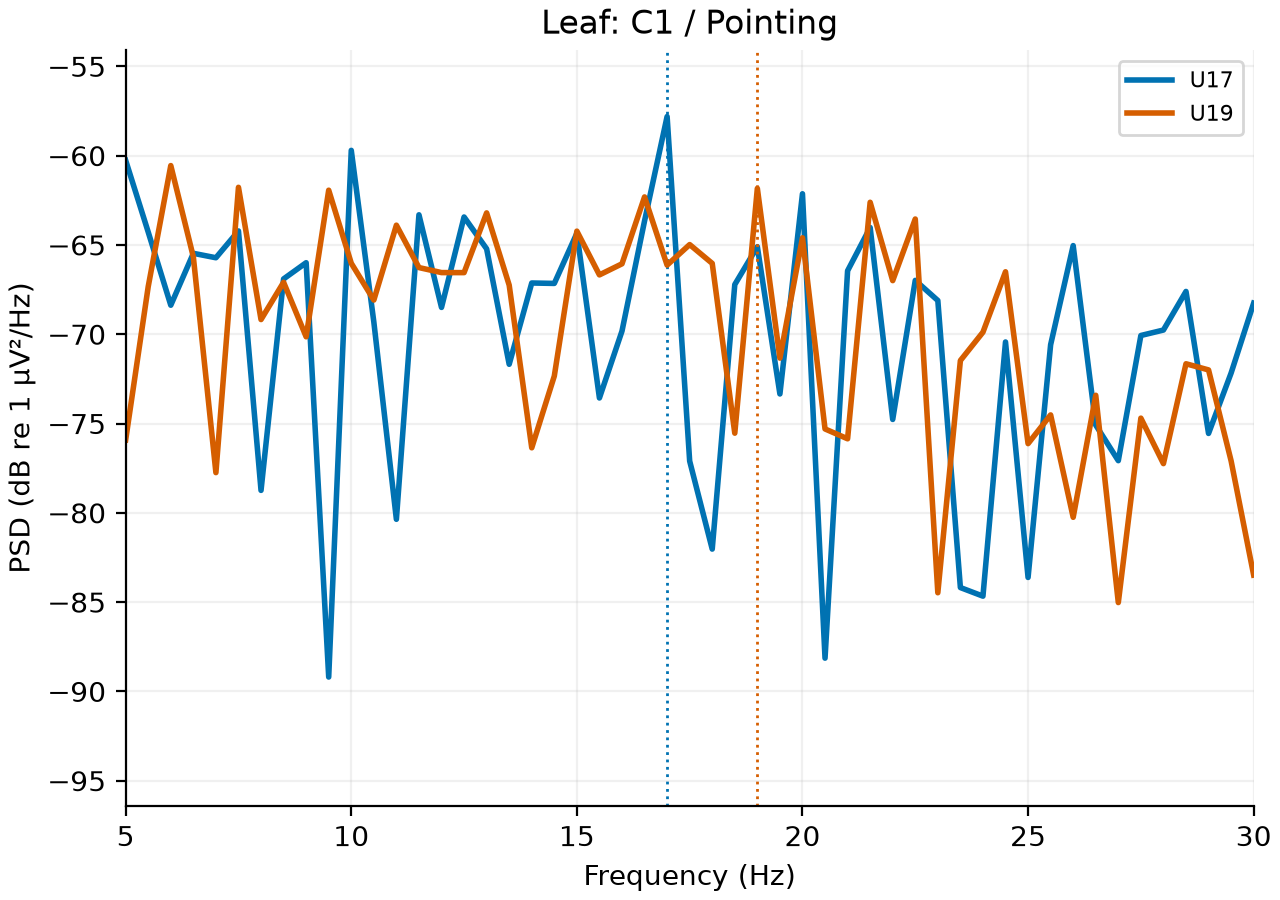 Leaf: C1 / Pointing
PSD (dB re 1 µV²/Hz)
−55
−60
−65
−70
−75
−80
−85
−90
−95
U17
U19
5 10 15 20 25 30
Frequency (Hz)